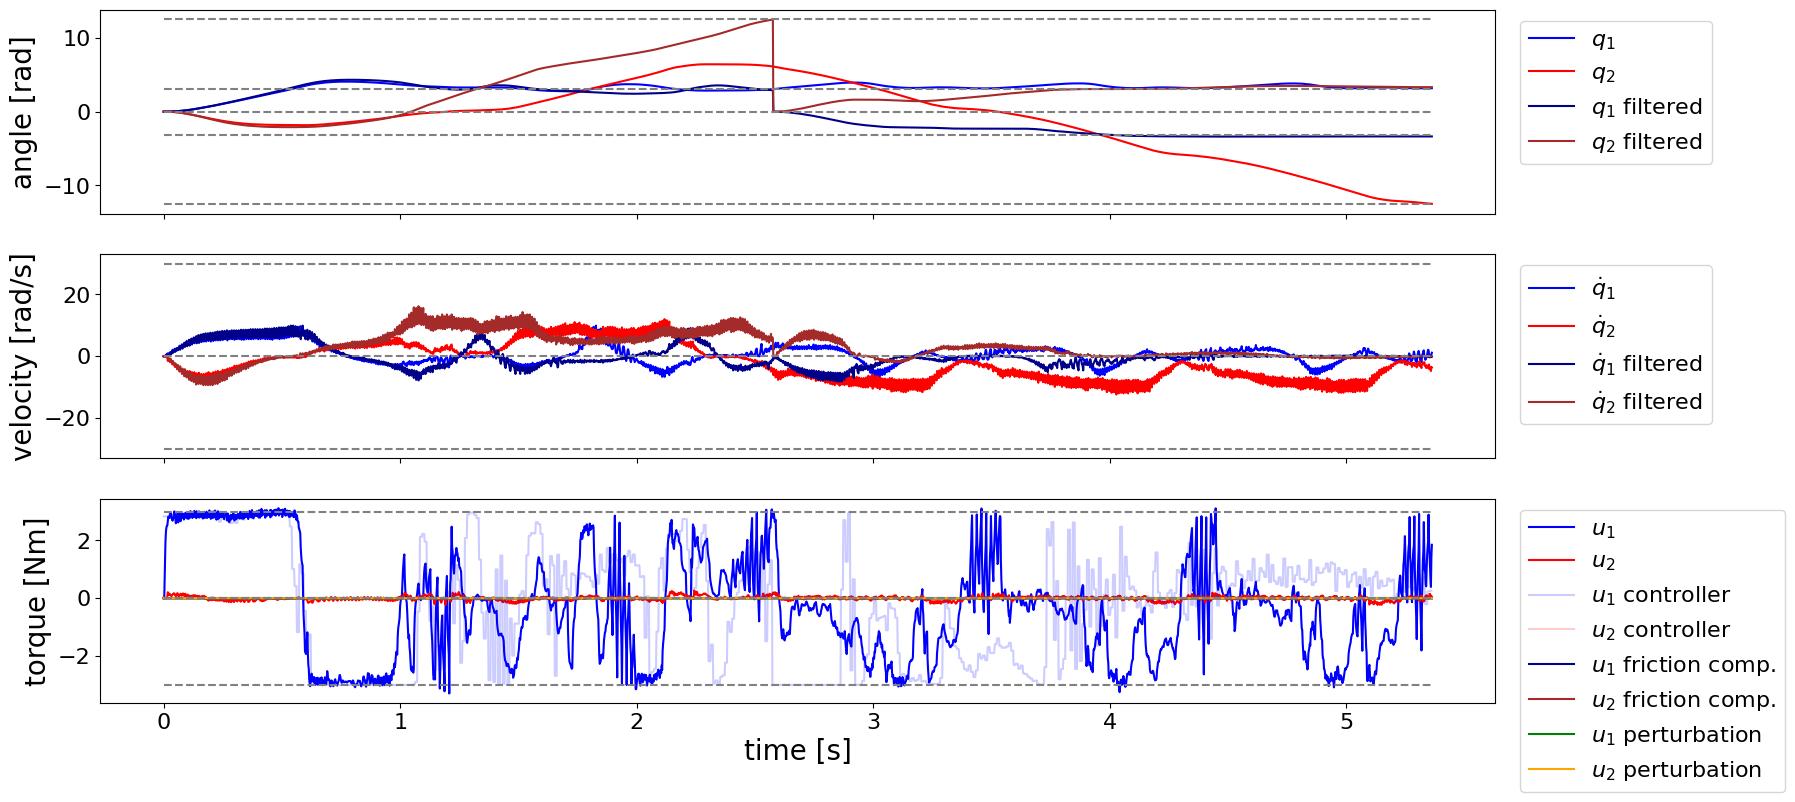 angle [rad]
10
0
−10
q₁
q₂
q₁ filtered
q₂ filtered
velocity [rad/s]
20
0
−20
q̇₁
q̇₂
q̇₁ filtered
q̇₂ filtered
torque [Nm]
2
0
−2
0
1
2
3
4
5
time [s]
u₁
u₂
u₁ controller
u₂ controller
u₁ friction comp.
u₂ friction comp.
u₁ perturbation
u₂ perturbation